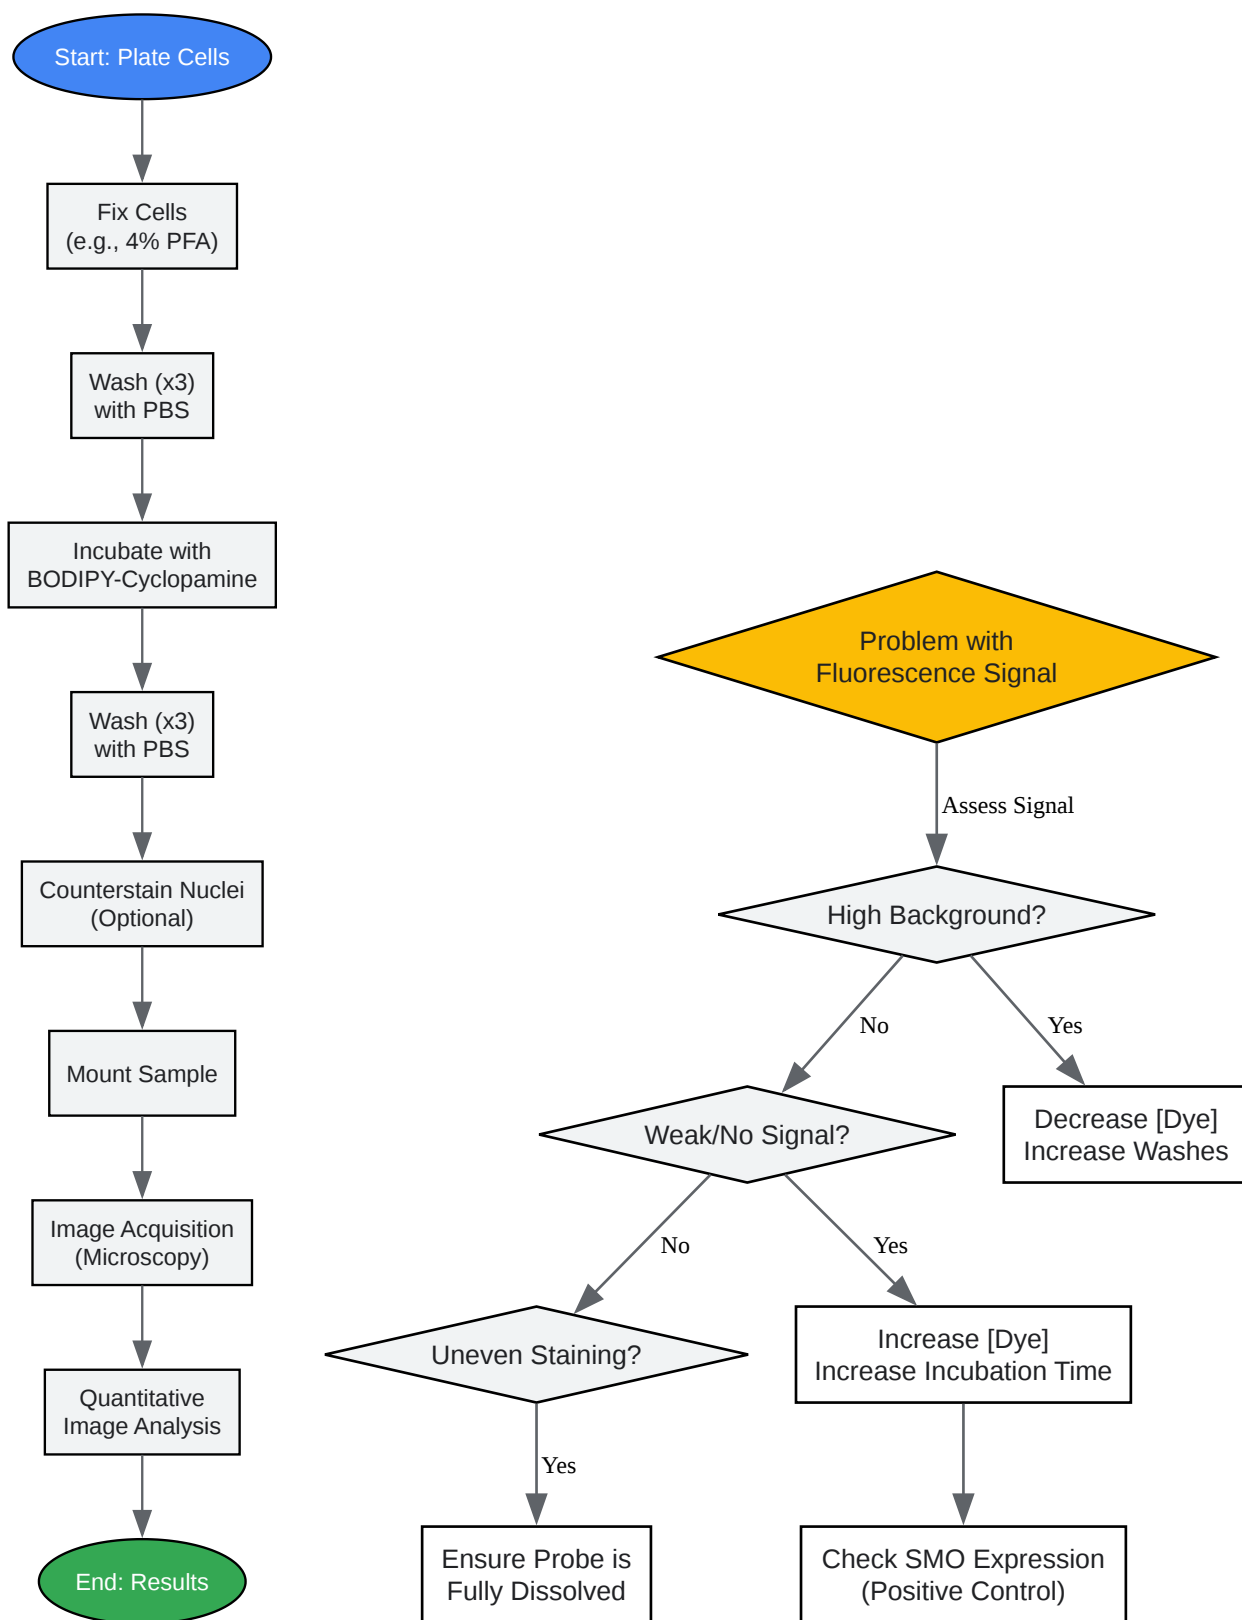 Start: Plate Cells
Fix Cells
(e.g., 4% PFA)
Wash (x3)
with PBS
Incubate with
BODIPY-Cyclopamine
Wash (x3)
with PBS
Counterstain Nuclei
(Optional)
Mount Sample
Image Acquisition
(Microscopy)
Quantitative
Image Analysis
End: Results
Problem with
Fluorescence Signal
Assess Signal
High Background?
No
Yes
Weak/No Signal?
Decrease [Dye]
Increase Washes
No
Yes
Uneven Staining?
Increase [Dye]
Increase Incubation Time
Yes
Ensure Probe is
Fully Dissolved
Check SMO Expression
(Positive Control)